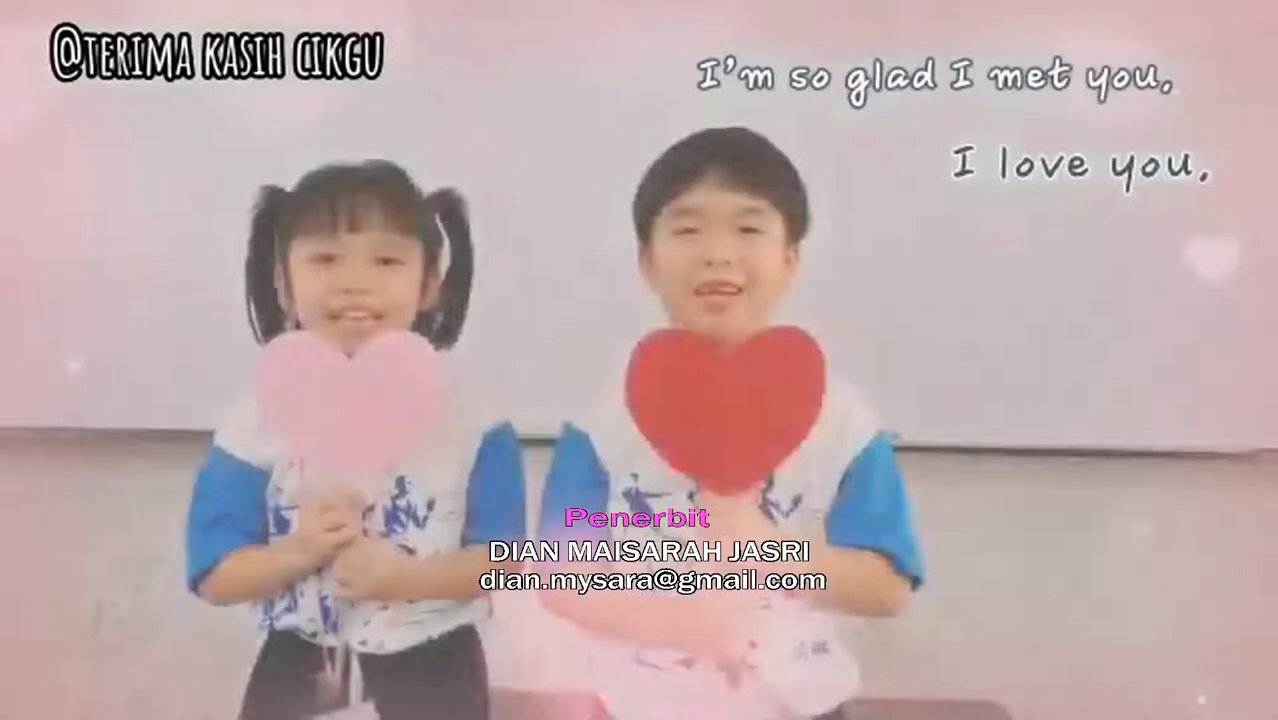 @TERIMA KASIH CIKGU
I'm so glad I met you.
I love you.
Penerbit
DIAN MAISARAH JASRI
dian.mysara@gmail.com